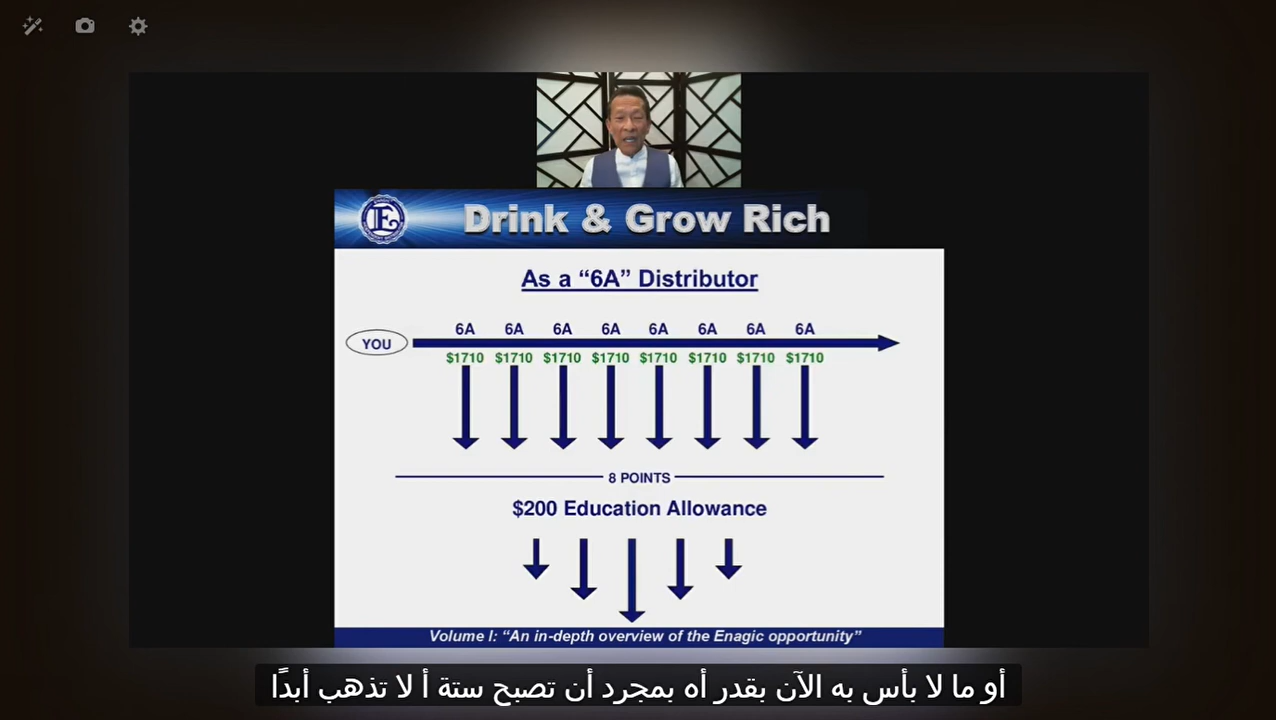 Drink & Grow Rich
As a “6A” Distributor
6A 6A 6A 6A 6A 6A 6A 6A
YOU
$1710 $1710 $1710 $1710 $1710 $1710 $1710 $1710
8 POINTS
$200 Education Allowance
Volume I: “An in-depth overview of the Enagic opportunity”
أو ما لا بأس به الآن بقدر أه بمجرد أن تصبح ستة أ لا تذهب أبدًا